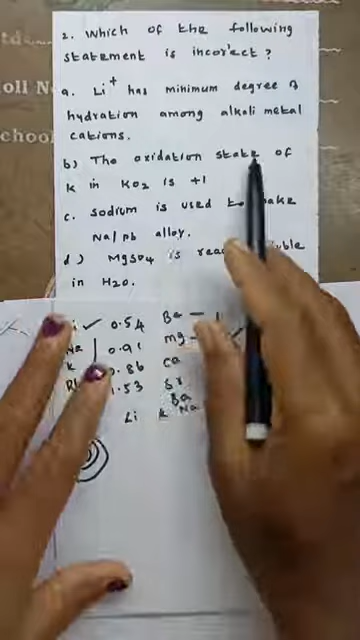 2. Which of the following
statement is incorrect ?
a. Li+ has minimum degree of
hydration among alkali metal
cations.
b) The oxidation state of
K in KO2 is +1
c. sodium is used to make
Na/pb alloy.
d) MgSO4 is readily
in H2O.
✓ 0.54
Na 0.91
K 0.86
1.53
Be
mg
ca
Sr
Ba
Li K Na